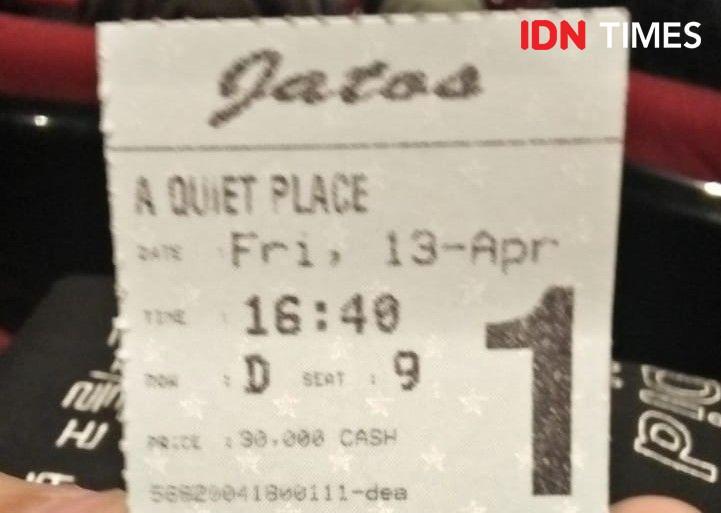 IDN TIMES
Jatos
A QUIET PLACE
DATE : Fri, 13-Apr
TIME : 16:40
ROW : D SEAT : 9
1
PRICE : 30,000 CASH